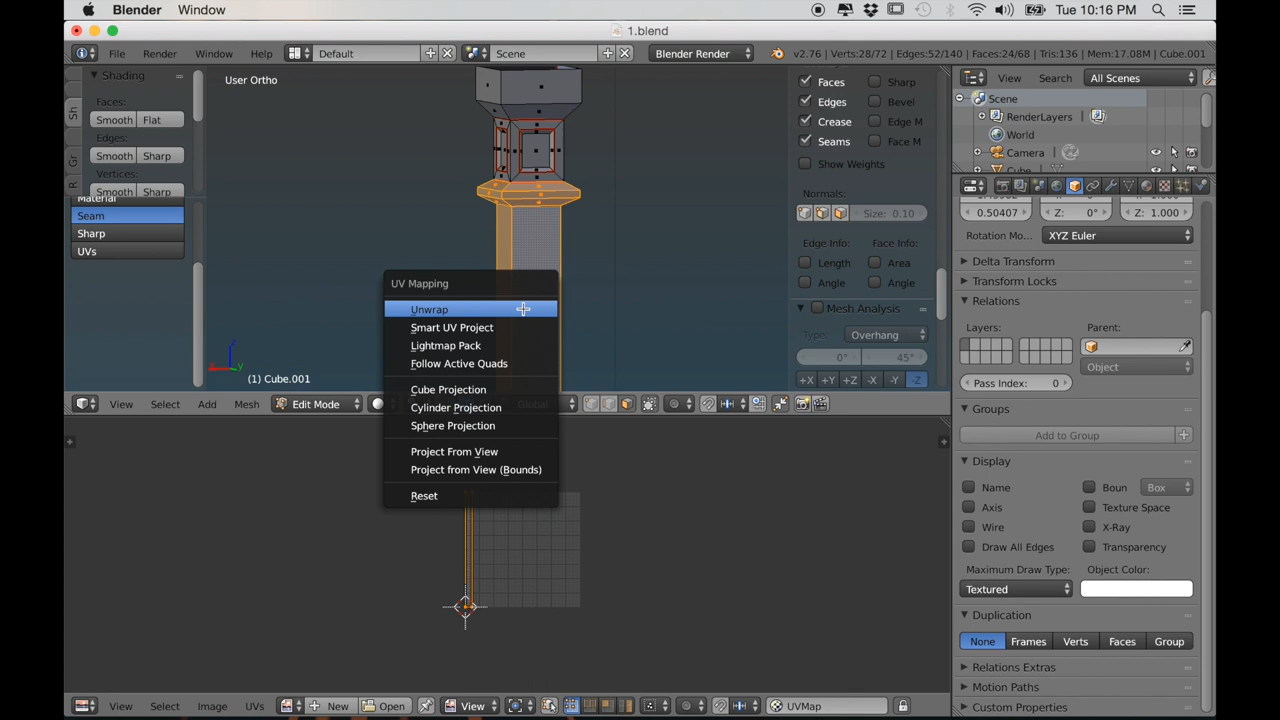 Blender Window Tue 10:16 PM
1.blend
File Render Window Help Default Scene Blender Render v2.76 | Verts:28/72 | Edges:52/140 | Faces:24/68 | Tris:136 | Mem:17.08M | Cube.001
Shading
Faces:
Smooth Flat
Edges:
Smooth Sharp
Vertices:
Smooth Sharp
Material
Seam
Sharp
UVs
Sh
Gr
R
User Ortho
(1) Cube.001
UV Mapping
Unwrap
Smart UV Project
Lightmap Pack
Follow Active Quads
Cube Projection
Cylinder Projection
Sphere Projection
Project From View
Project from View (Bounds)
Reset
Faces Sharp
Edges Bevel
Crease Edge M
Seams Face M
Show Weights
Normals:
Size: 0.10
Edge Info: Face Info:
Length Area
Angle Angle
Mesh Analysis
Type: Overhang
0° 45°
+X +Y +Z -X -Y -Z
View Select Add Mesh Edit Mode Global
View Select Image UVs New Open View UVMap
View Search All Scenes
Scene
RenderLayers
World
Camera
Cube
0.50407 Z: 0° Z: 1.000
Rotation Mo... XYZ Euler
Delta Transform
Transform Locks
Relations
Layers: Parent:
Pass Index: 0 Object
Groups
Add to Group
Display
Name Boun Box
Axis Texture Space
Wire X-Ray
Draw All Edges Transparency
Maximum Draw Type: Object Color:
Textured
Duplication
None Frames Verts Faces Group
Relations Extras
Motion Paths
Custom Properties